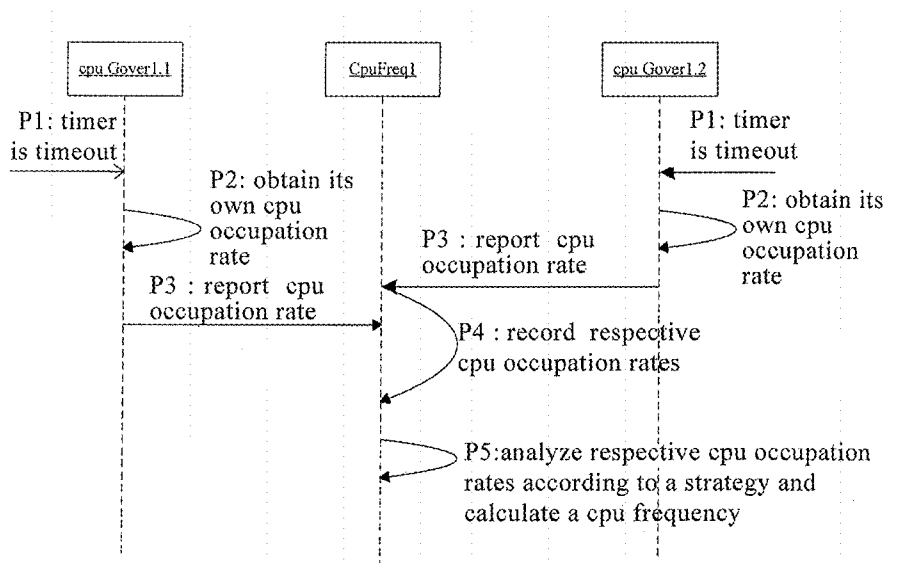 cpu Gover1.1
CpuFreq1
cpu Gover1.2
P1: timer
is timeout
P1: timer
is timeout
P2: obtain its
own cpu
occupation
rate
P2: obtain its
own cpu
occupation
rate
P3 : report cpu
occupation rate
P3 : report cpu
occupation rate
P4 : record respective
cpu occupation rates
P5:analyze respective cpu occupation
rates according to a strategy and
calculate a cpu frequency